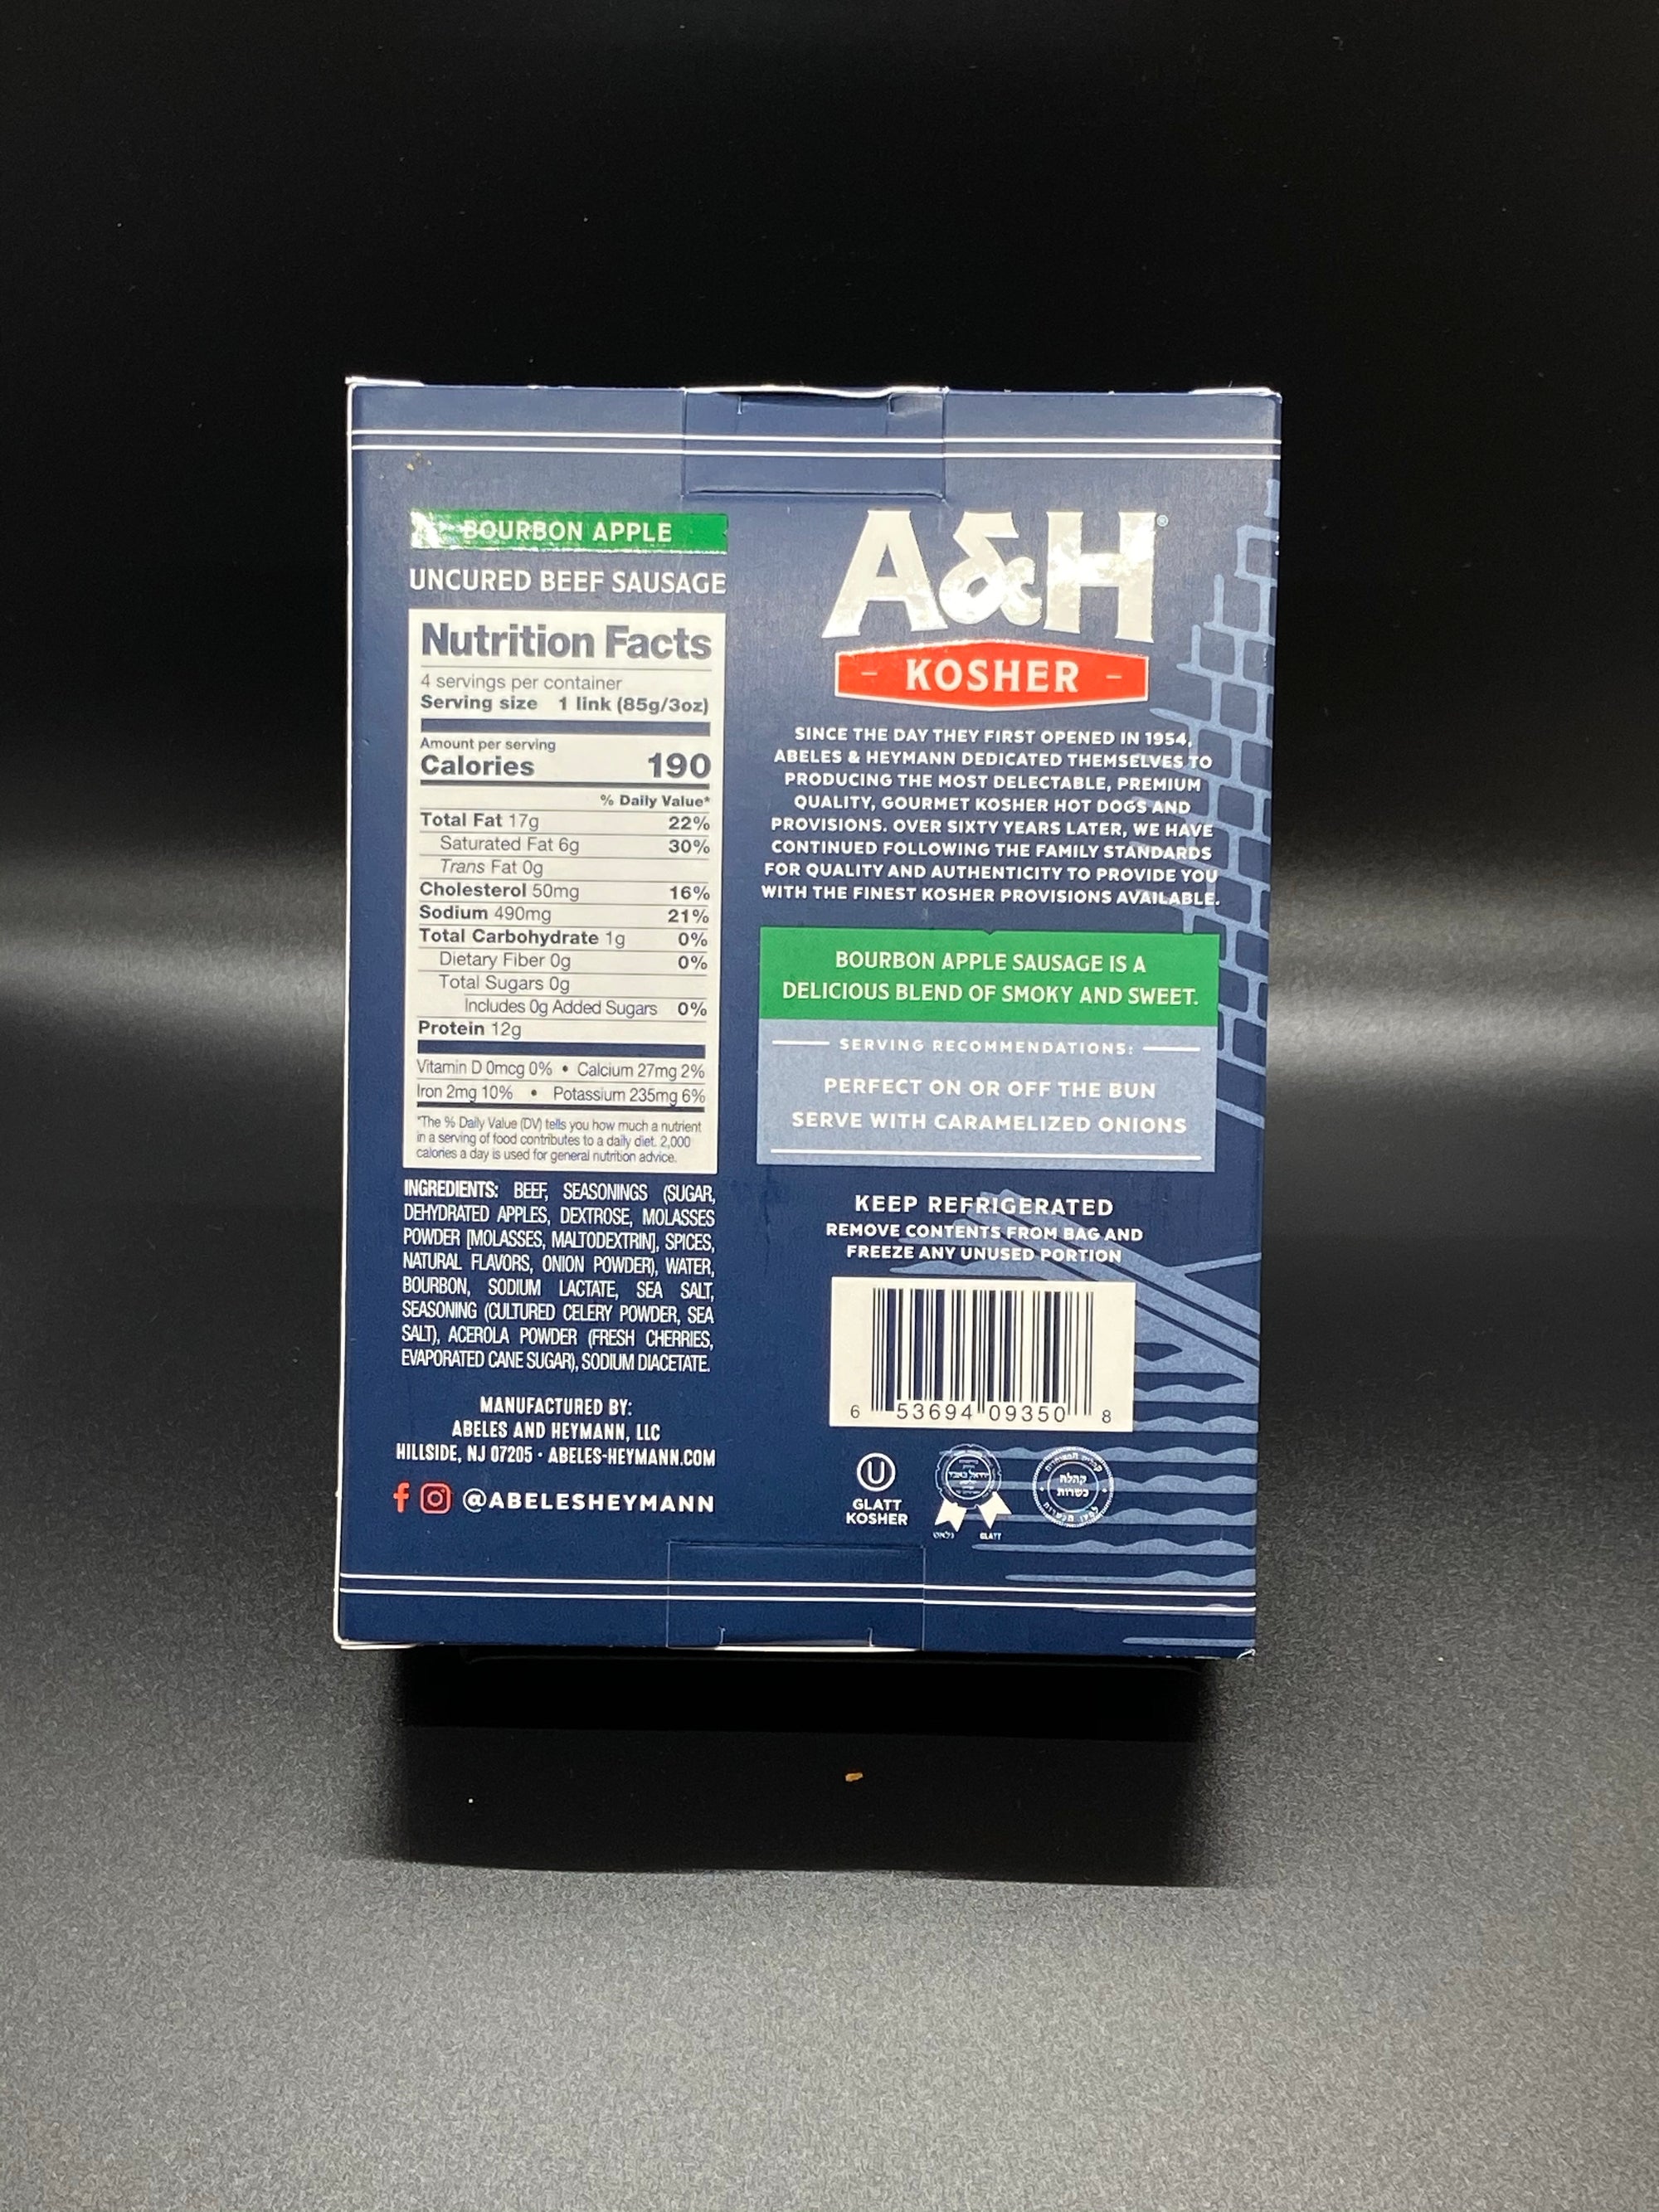 BOURBON APPLE
UNCURED BEEF SAUSAGE
Nutrition Facts
4 servings per container
Serving size 1 link (85g/3oz)
Amount per serving
Calories 190
% Daily Value*
Total Fat 17g 22%
Saturated Fat 6g 30%
Trans Fat 0g
Cholesterol 50mg 16%
Sodium 490mg 21%
Total Carbohydrate 1g 0%
Dietary Fiber 0g 0%
Total Sugars 0g
Includes 0g Added Sugars 0%
Protein 12g
Vitamin D 0mcg 0% • Calcium 27mg 2%
Iron 2mg 10% • Potassium 235mg 6%
*The % Daily Value (DV) tells you how much a nutrient
in a serving of food contributes to a daily diet. 2,000
calories a day is used for general nutrition advice.
INGREDIENTS: BEEF, SEASONINGS (SUGAR,
DEHYDRATED APPLES, DEXTROSE, MOLASSES
POWDER [MOLASSES, MALTODEXTRIN], SPICES,
NATURAL FLAVORS, ONION POWDER), WATER,
BOURBON, SODIUM LACTATE, SEA SALT,
SEASONING (CULTURED CELERY POWDER, SEA
SALT), ACEROLA POWDER (FRESH CHERRIES,
EVAPORATED CANE SUGAR), SODIUM DIACETATE.
MANUFACTURED BY:
ABELES AND HEYMANN, LLC
HILLSIDE, NJ 07205 · ABELES-HEYMANN.COM
@ABELESHEYMANN
A&H®
- KOSHER -
SINCE THE DAY THEY FIRST OPENED IN 1954,
ABELES & HEYMANN DEDICATED THEMSELVES TO
PRODUCING THE MOST DELECTABLE, PREMIUM
QUALITY, GOURMET KOSHER HOT DOGS AND
PROVISIONS. OVER SIXTY YEARS LATER, WE HAVE
CONTINUED FOLLOWING THE FAMILY STANDARDS
FOR QUALITY AND AUTHENTICITY TO PROVIDE YOU
WITH THE FINEST KOSHER PROVISIONS AVAILABLE.
BOURBON APPLE SAUSAGE IS A
DELICIOUS BLEND OF SMOKY AND SWEET.
SERVING RECOMMENDATIONS:
PERFECT ON OR OFF THE BUN
SERVE WITH CARAMELIZED ONIONS
KEEP REFRIGERATED
REMOVE CONTENTS FROM BAG AND
FREEZE ANY UNUSED PORTION
6 53694 09350 8
U
GLATT
KOSHER
גלאט GLATT
קהלה
כשרות